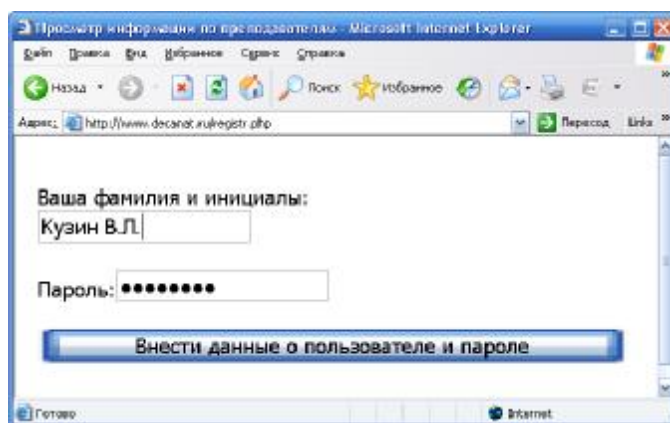 Просмотр информации по преподавателям - Microsoft Internet Explorer
Файл Правка Вид Избранное Сервис Справка
Назад Поиск Избранное
Адрес: http://www.decanat.ru/registr.php Переход Links
Ваша фамилия и инициалы:
Кузин В.Л.
Пароль: ●●●●●●●●
Внести данные о пользователе и пароле
Готово Internet